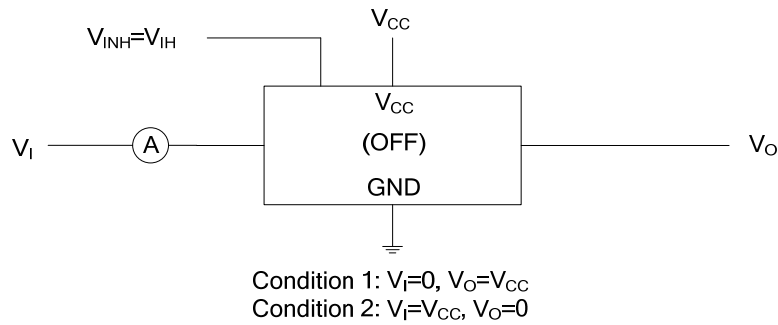 V_CC
V_INH=V_IH
V_CC
V_I
A
(OFF)
V_O
GND
Condition 1: V_I=0, V_O=V_CC
Condition 2: V_I=V_CC, V_O=0